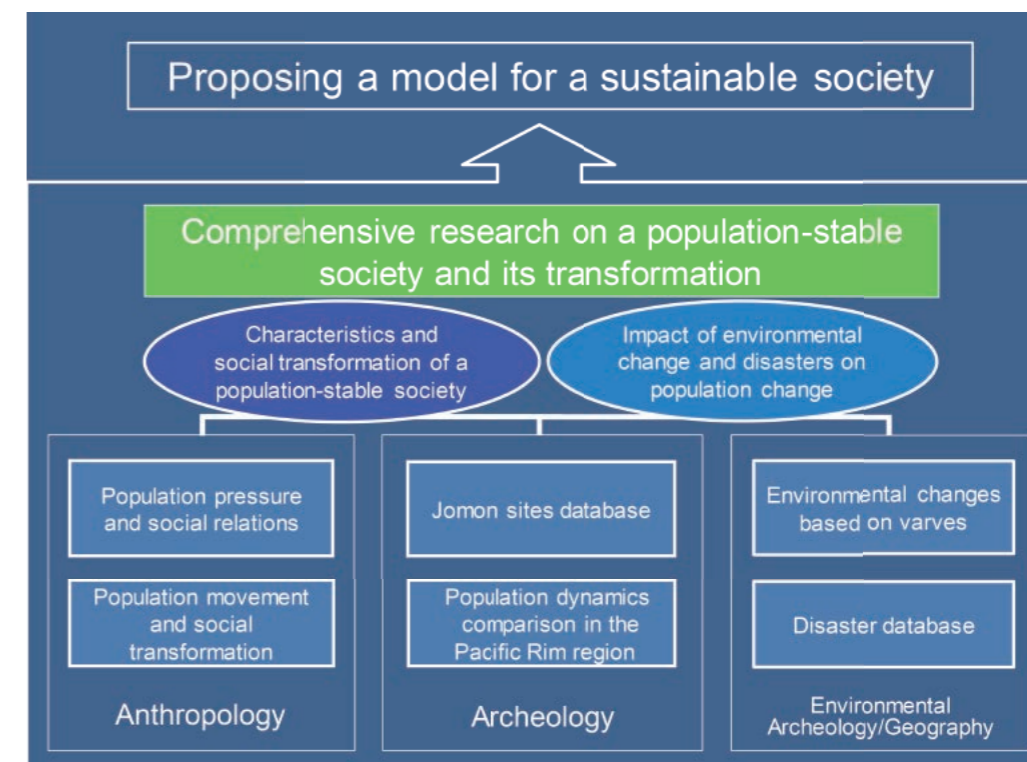 Proposing a model for a sustainable society
Comprehensive research on a population-stable
society and its transformation
Characteristics and
social transformation of a
population-stable society
Impact of environmental
change and disasters on
population change
Population pressure
and social relations
Population movement
and social
transformation
Anthropology
Jomon sites database
Population dynamics
comparison in the
Pacific Rim region
Archeology
Environmental changes
based on varves
Disaster database
Environmental
Archeology/Geography